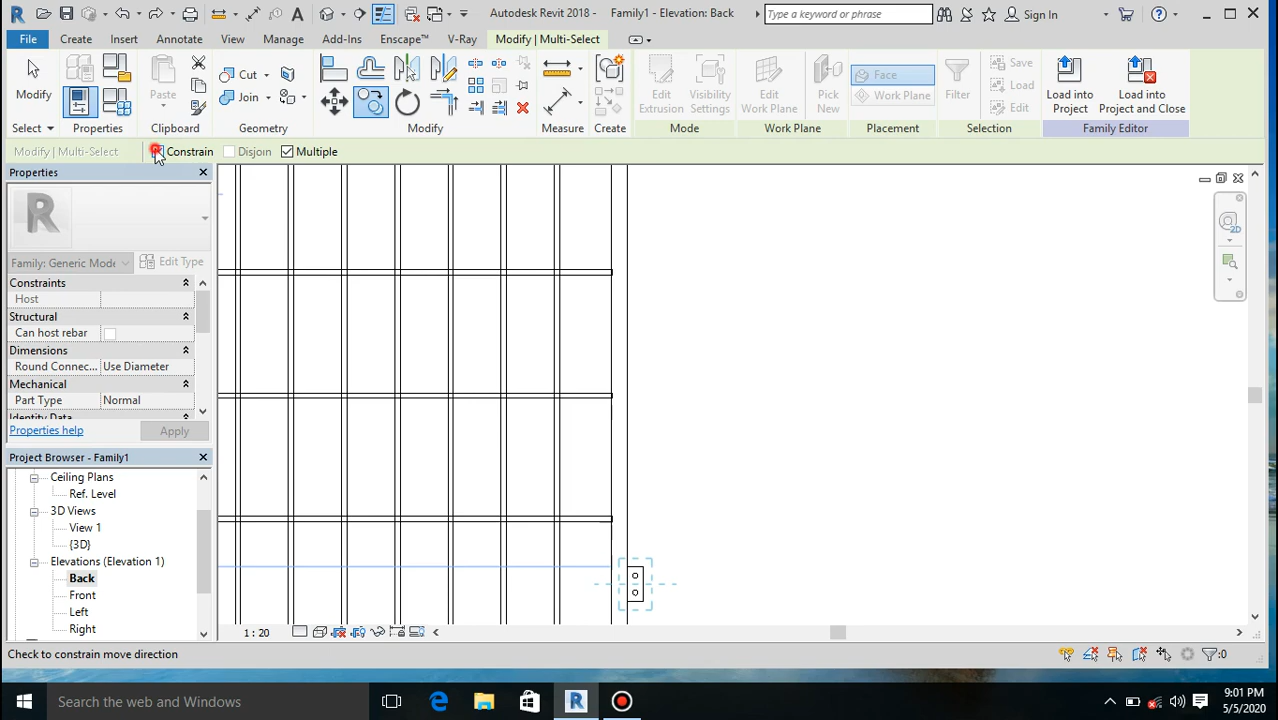 Autodesk Revit 2018 - Family1 - Elevation: Back
Type a keyword or phrase
Sign In
File Create Insert Annotate View Manage Add-Ins Enscape™ V-Ray Modify | Multi-Select
Modify
Paste
Cut
Join
Edit Extrusion
Visibility Settings
Edit Work Plane
Pick New
Face
Work Plane
Filter
Save
Load
Edit
Load into Project
Load into Project and Close
Select Properties Clipboard Geometry Modify Measure Create Mode Work Plane Placement Selection Family Editor
Modify | Multi-Select Constrain Disjoin Multiple
Properties
R
Family: Generic Mode
Edit Type
Constraints
Host
Structural
Can host rebar
Dimensions
Round Connec... Use Diameter
Mechanical
Part Type Normal
Identity Data
Properties help
Apply
Project Browser - Family1
Ceiling Plans
Ref. Level
3D Views
View 1
{3D}
Elevations (Elevation 1)
Back
Front
Left
Right
2D
1 : 20
Check to constrain move direction
:0
Search the web and Windows
9:01 PM
5/5/2020